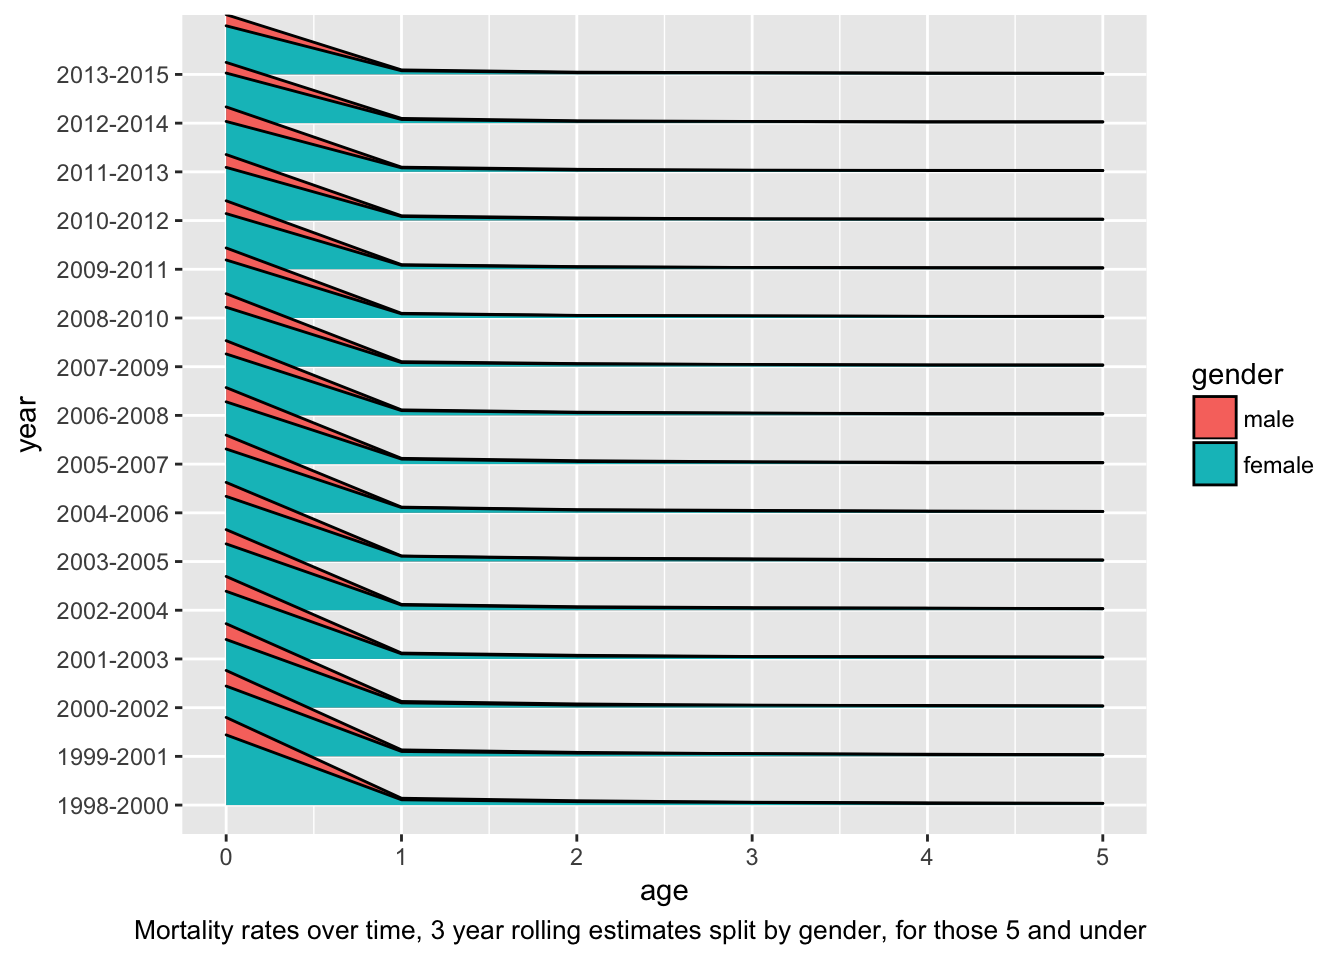 2013-2015
2012-2014
2011-2013
2010-2012
2009-2011
2008-2010
2007-2009
2006-2008
2005-2007
2004-2006
2003-2005
2002-2004
2001-2003
2000-2002
1999-2001
1998-2000
year
0 1 2 3 4 5
age
Mortality rates over time, 3 year rolling estimates split by gender, for those 5 and under
gender
male
female